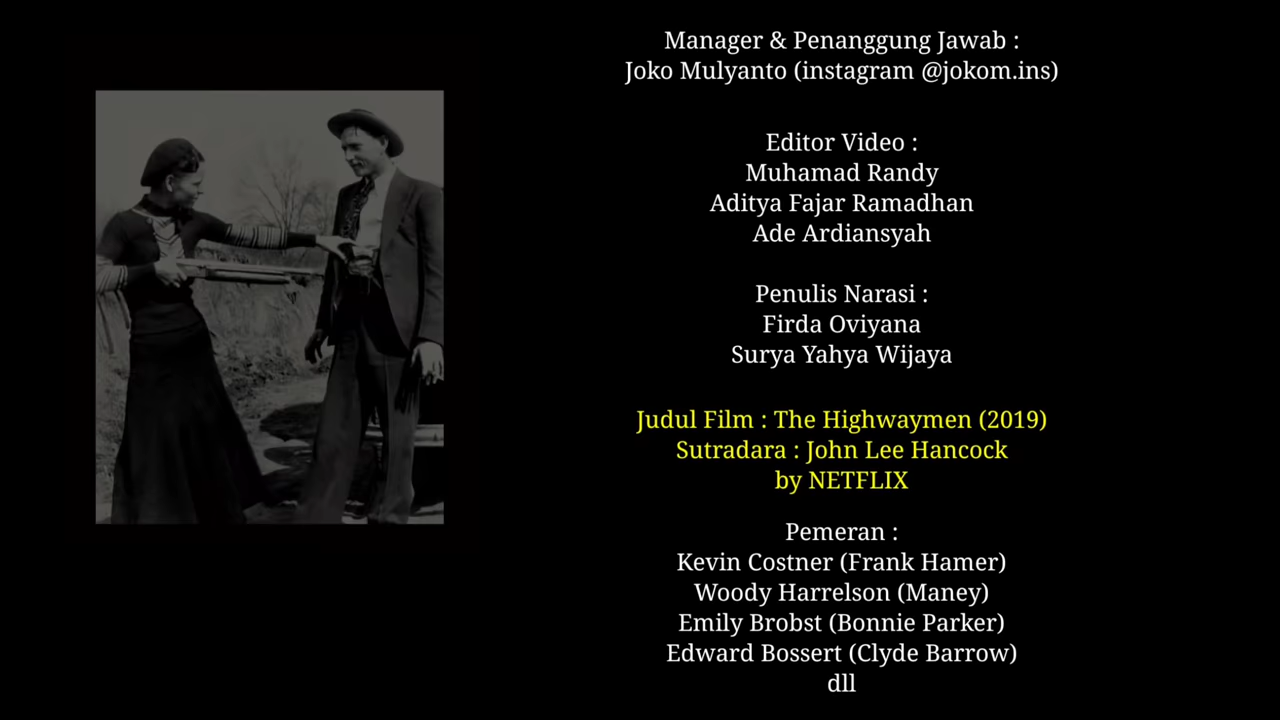 Manager & Penanggung Jawab :
Joko Mulyanto (instagram @jokom.ins)
Editor Video :
Muhamad Randy
Aditya Fajar Ramadhan
Ade Ardiansyah
Penulis Narasi :
Firda Oviyana
Surya Yahya Wijaya
Judul Film : The Highwaymen (2019)
Sutradara : John Lee Hancock
by NETFLIX
Pemeran :
Kevin Costner (Frank Hamer)
Woody Harrelson (Maney)
Emily Brobst (Bonnie Parker)
Edward Bossert (Clyde Barrow)
dll